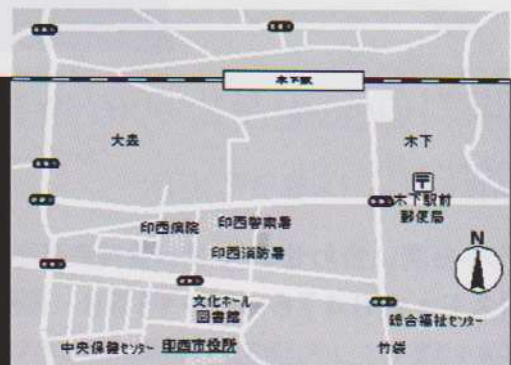 木下駅
大森
木下
〒
木下駅前
郵便局
印西病院
印西警察署
印西消防署
N
文化ホール
図書館
総合福祉センター
中央保健センター
印西市役所
竹袋